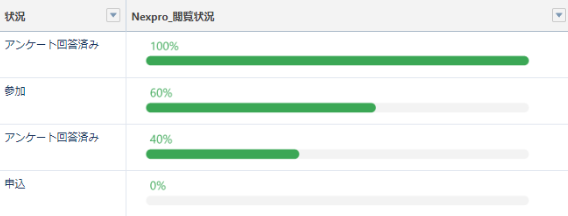 状況 Nexpro_閲覧状況
アンケート回答済み 100%
参加 60%
アンケート回答済み 40%
申込 0%